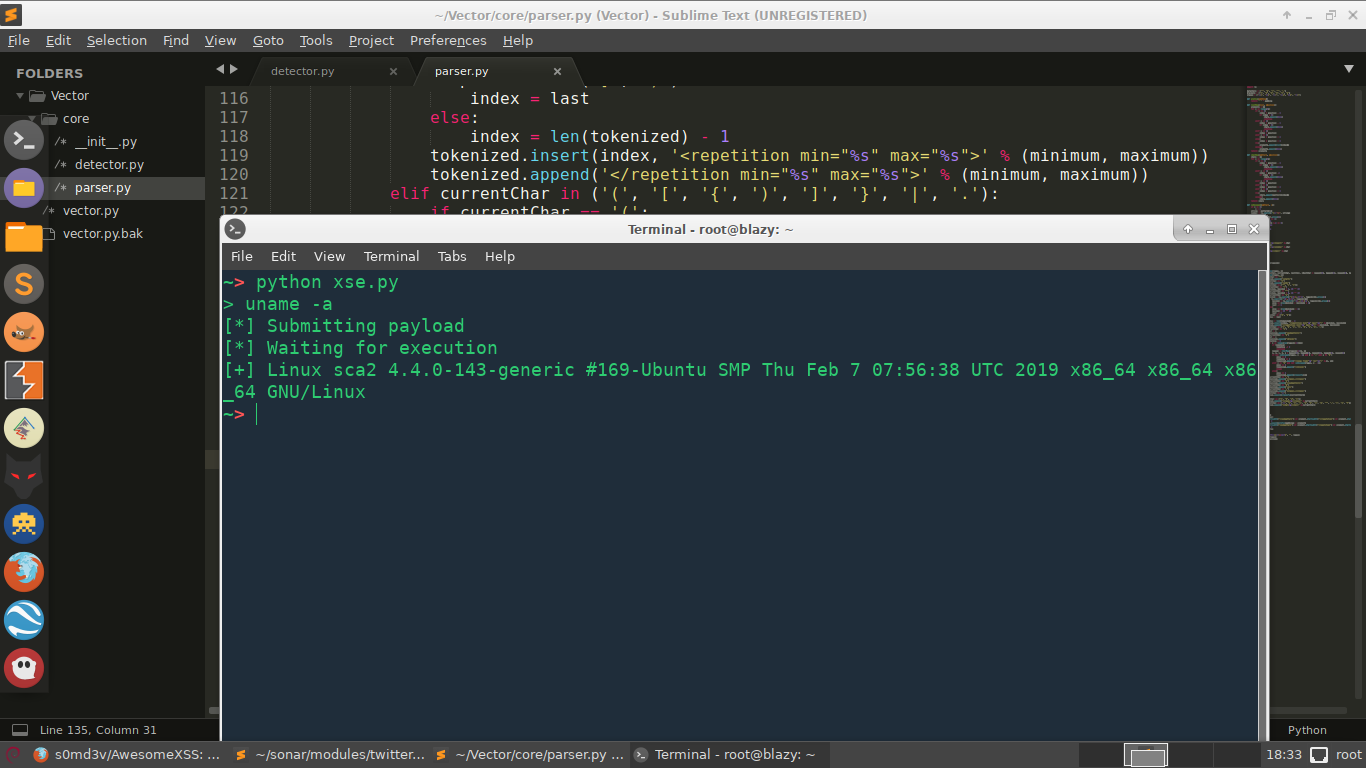 ~/Vector/core/parser.py (Vector) - Sublime Text (UNREGISTERED)
File Edit Selection Find View Goto Tools Project Preferences Help
FOLDERS
Vector
core
/* __init__.py
/* detector.py
/* parser.py
/* vector.py
vector.py.bak
detector.py × parser.py ×
116 index = last
117 else:
118 index = len(tokenized) - 1
119 tokenized.insert(index, '<repetition min="%s" max="%s">' % (minimum, maximum))
120 tokenized.append('</repetition min="%s" max="%s">' % (minimum, maximum))
121 elif currentChar in ('(', '[', '{', ')', ']', '}', '|', '.'):
122 if currentChar == '(':
Terminal - root@blazy: ~
File Edit View Terminal Tabs Help
~> python xse.py
> uname -a
[*] Submitting payload
[*] Waiting for execution
[+] Linux sca2 4.4.0-143-generic #169-Ubuntu SMP Thu Feb 7 07:56:38 UTC 2019 x86_64 x86_64 x86
_64 GNU/Linux
~>
Line 135, Column 31
Python
s0md3v/AwesomeXSS: ... ~/sonar/modules/twitter... ~/Vector/core/parser.py ... Terminal - root@blazy: ~ 18:33 root